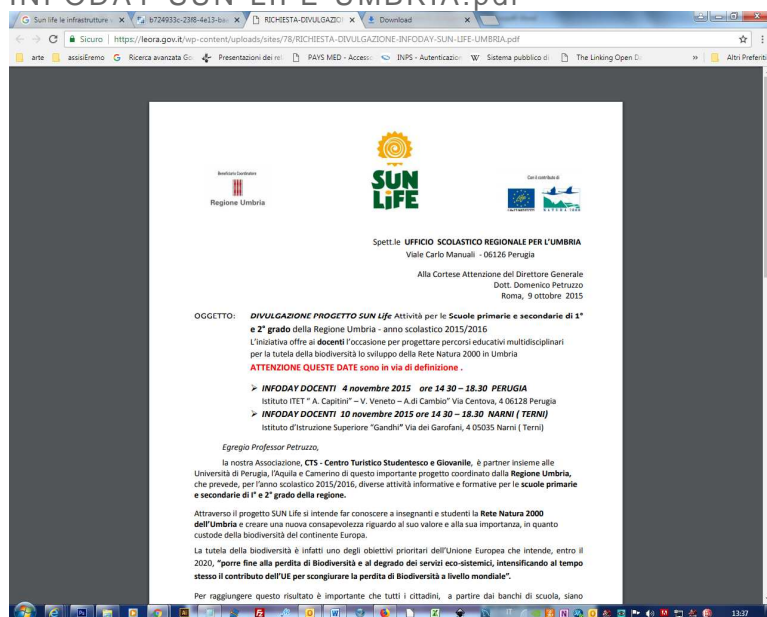 INFODAY-SUN-LIFE-UMBRIA.pdf
Sun life le infrastrutture
b724933c-23f8-4e13-ba
RICHIESTA-DIVULGAZIO
Download
Sicuro | https://leora.gov.it/wp-content/uploads/sites/78/RICHIESTA-DIVULGAZIONE-INFODAY-SUN-LIFE-UMBRIA.pdf
arte assisiEremo Ricerca avanzata Go Presentazioni dei re PAYS MED - Accesso INPS - Autenticazion Sistema pubblico di The Linking Open D » Altri Preferiti
SUN
LiFE
Beneficiario Coordinatore
Regione Umbria
Con il contributo di
NATURA 2000
Spett.le UFFICIO SCOLASTICO REGIONALE PER L'UMBRIA
Viale Carlo Manuali - 06126 Perugia
Alla Cortese Attenzione del Direttore Generale
Dott. Domenico Petruzzo
Roma, 9 ottobre 2015
OGGETTO: DIVULGAZIONE PROGETTO SUN Life Attività per le Scuole primarie e secondarie di 1°
e 2° grado della Regione Umbria - anno scolastico 2015/2016
L'iniziativa offre ai docenti l'occasione per progettare percorsi educativi multidisciplinari
per la tutela della biodiversità lo sviluppo della Rete Natura 2000 in Umbria
ATTENZIONE QUESTE DATE sono in via di definizione .
➢ INFODAY DOCENTI 4 novembre 2015 ore 14 30 – 18.30 PERUGIA
Istituto ITET " A. Capitini" – V. Veneto – A.di Cambio" Via Centova, 4 06128 Perugia
➢ INFODAY DOCENTI 10 novembre 2015 ore 14 30 – 18.30 NARNI ( TERNI)
Istituto d'Istruzione Superiore "Gandhi" Via dei Garofani, 4 05035 Narni ( Terni)
Egregio Professor Petruzzo,
la nostra Associazione, CTS - Centro Turistico Studentesco e Giovanile, è partner insieme alle
Università di Perugia, l'Aquila e Camerino di questo importante progetto coordinato dalla Regione Umbria,
che prevede, per l'anno scolastico 2015/2016, diverse attività informative e formative per le scuole primarie
e secondarie di I° e 2° grado della regione.
Attraverso il progetto SUN Life si intende far conoscere a insegnanti e studenti la Rete Natura 2000
dell'Umbria e creare una nuova consapevolezza riguardo al suo valore e alla sua importanza, in quanto
custode della biodiversità del continente Europa.
La tutela della biodiversità è infatti uno degli obiettivi prioritari dell'Unione Europea che intende, entro il
2020, "porre fine alla perdita di Biodiversità e al degrado dei servizi eco-sistemici, intensificando al tempo
stesso il contributo dell'UE per scongiurare la perdita di Biodiversità a livello mondiale".
Per raggiungere questo risultato è importante che tutti i cittadini, a partire dai banchi di scuola, siano
13:37